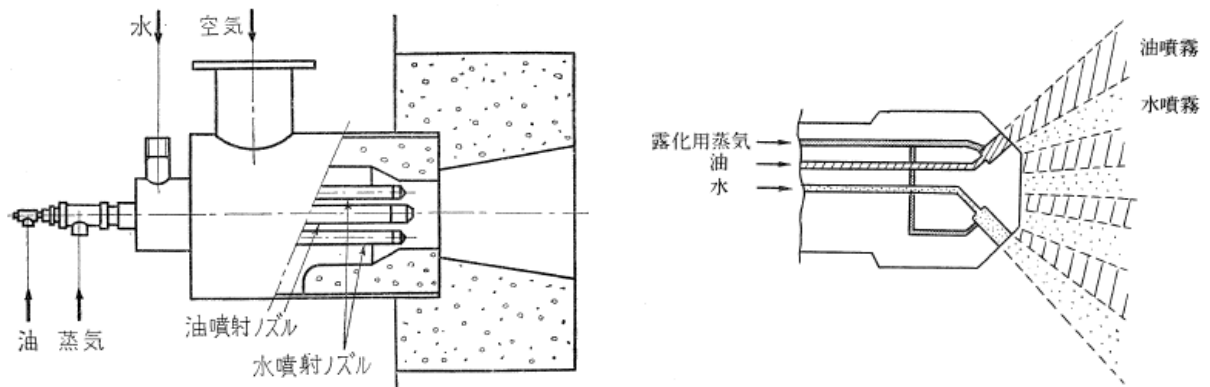 水
空気
油
蒸気
油噴射ノズル
水噴射ノズル
油噴霧
水噴霧
露化用蒸気
油
水